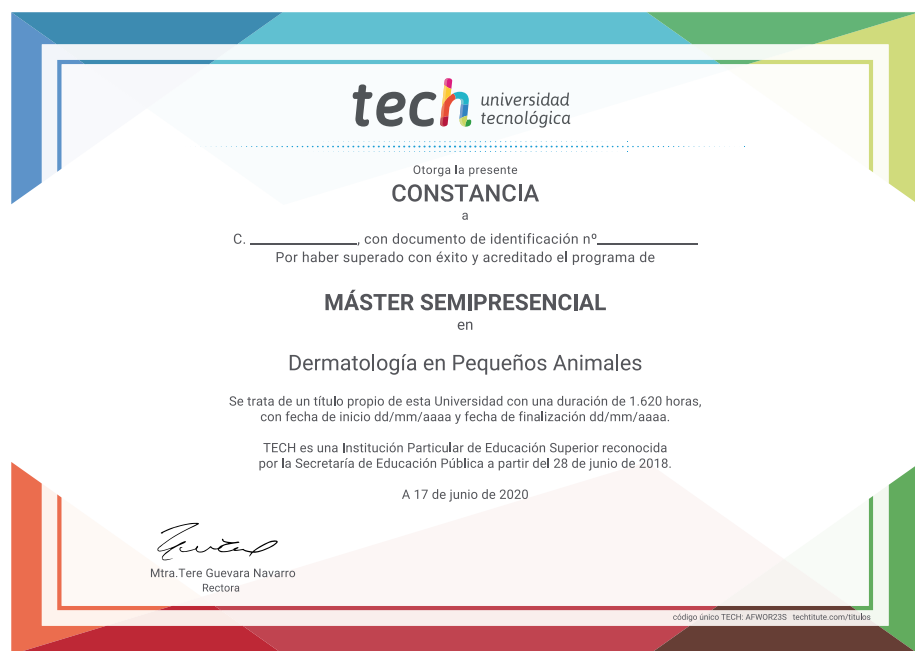 tech universidad
tecnológica
Otorga la presente
CONSTANCIA
a
C. ____________, con documento de identificación nº____________
Por haber superado con éxito y acreditado el programa de
MÁSTER SEMIPRESENCIAL
en
Dermatología en Pequeños Animales
Se trata de un título propio de esta Universidad con una duración de 1.620 horas,
con fecha de inicio dd/mm/aaaa y fecha de finalización dd/mm/aaaa.
TECH es una Institución Particular de Educación Superior reconocida
por la Secretaría de Educación Pública a partir del 28 de junio de 2018.
A 17 de junio de 2020
Mtra.Tere Guevara Navarro
Rectora
código único TECH: AFWOR23S techtitute.com/titulos